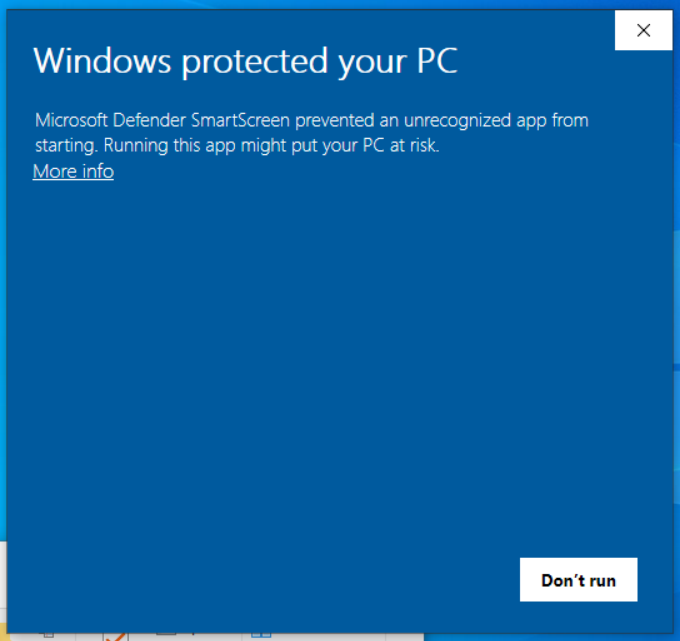 Windows protected your PC
Microsoft Defender SmartScreen prevented an unrecognized app from
starting. Running this app might put your PC at risk.
More info
Don't run